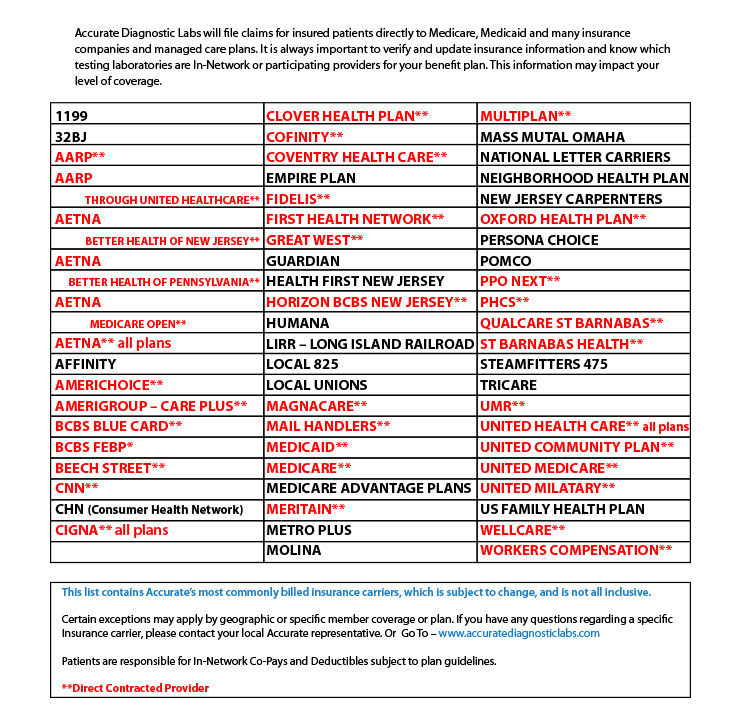 Accurate Diagnostic Labs will file claims for insured patients directly to Medicare, Medicaid and many insurance
companies and managed care plans. It is always important to verify and update insurance information and know which
testing laboratories are In-Network or participating providers for your benefit plan. This information may impact your
level of coverage.
1199 CLOVER HEALTH PLAN** MULTIPLAN**
32BJ COFINITY** MASS MUTAL OMAHA
AARP** COVENTRY HEALTH CARE** NATIONAL LETTER CARRIERS
AARP EMPIRE PLAN NEIGHBORHOOD HEALTH PLAN
THROUGH UNITED HEALTHCARE** FIDELIS** NEW JERSEY CARPERNTERS
AETNA FIRST HEALTH NETWORK** OXFORD HEALTH PLAN**
BETTER HEALTH OF NEW JERSEY** GREAT WEST** PERSONA CHOICE
AETNA GUARDIAN POMCO
BETTER HEALTH OF PENNSYLVANIA** HEALTH FIRST NEW JERSEY PPO NEXT**
AETNA HORIZON BCBS NEW JERSEY** PHCS**
MEDICARE OPEN** HUMANA QUALCARE ST BARNABAS**
AETNA** all plans LIRR – LONG ISLAND RAILROAD ST BARNABAS HEALTH**
AFFINITY LOCAL 825 STEAMFITTERS 475
AMERICHOICE** LOCAL UNIONS TRICARE
AMERIGROUP – CARE PLUS** MAGNACARE** UMR**
BCBS BLUE CARD** MAIL HANDLERS** UNITED HEALTH CARE** all plans
BCBS FEBP* MEDICAID** UNITED COMMUNITY PLAN**
BEECH STREET** MEDICARE** UNITED MEDICARE**
CNN** MEDICARE ADVANTAGE PLANS UNITED MILATARY**
CHN (Consumer Health Network) MERITAIN** US FAMILY HEALTH PLAN
CIGNA** all plans METRO PLUS WELLCARE**
MOLINA WORKERS COMPENSATION**
This list contains Accurate's most commonly billed insurance carriers, which is subject to change, and is not all inclusive.
Certain exceptions may apply by geographic or specific member coverage or plan. If you have any questions regarding a specific
Insurance carrier, please contact your local Accurate representative. Or Go To – www.accuratediagnosticlabs.com
Patients are responsible for In-Network Co-Pays and Deductibles subject to plan guidelines.
**Direct Contracted Provider